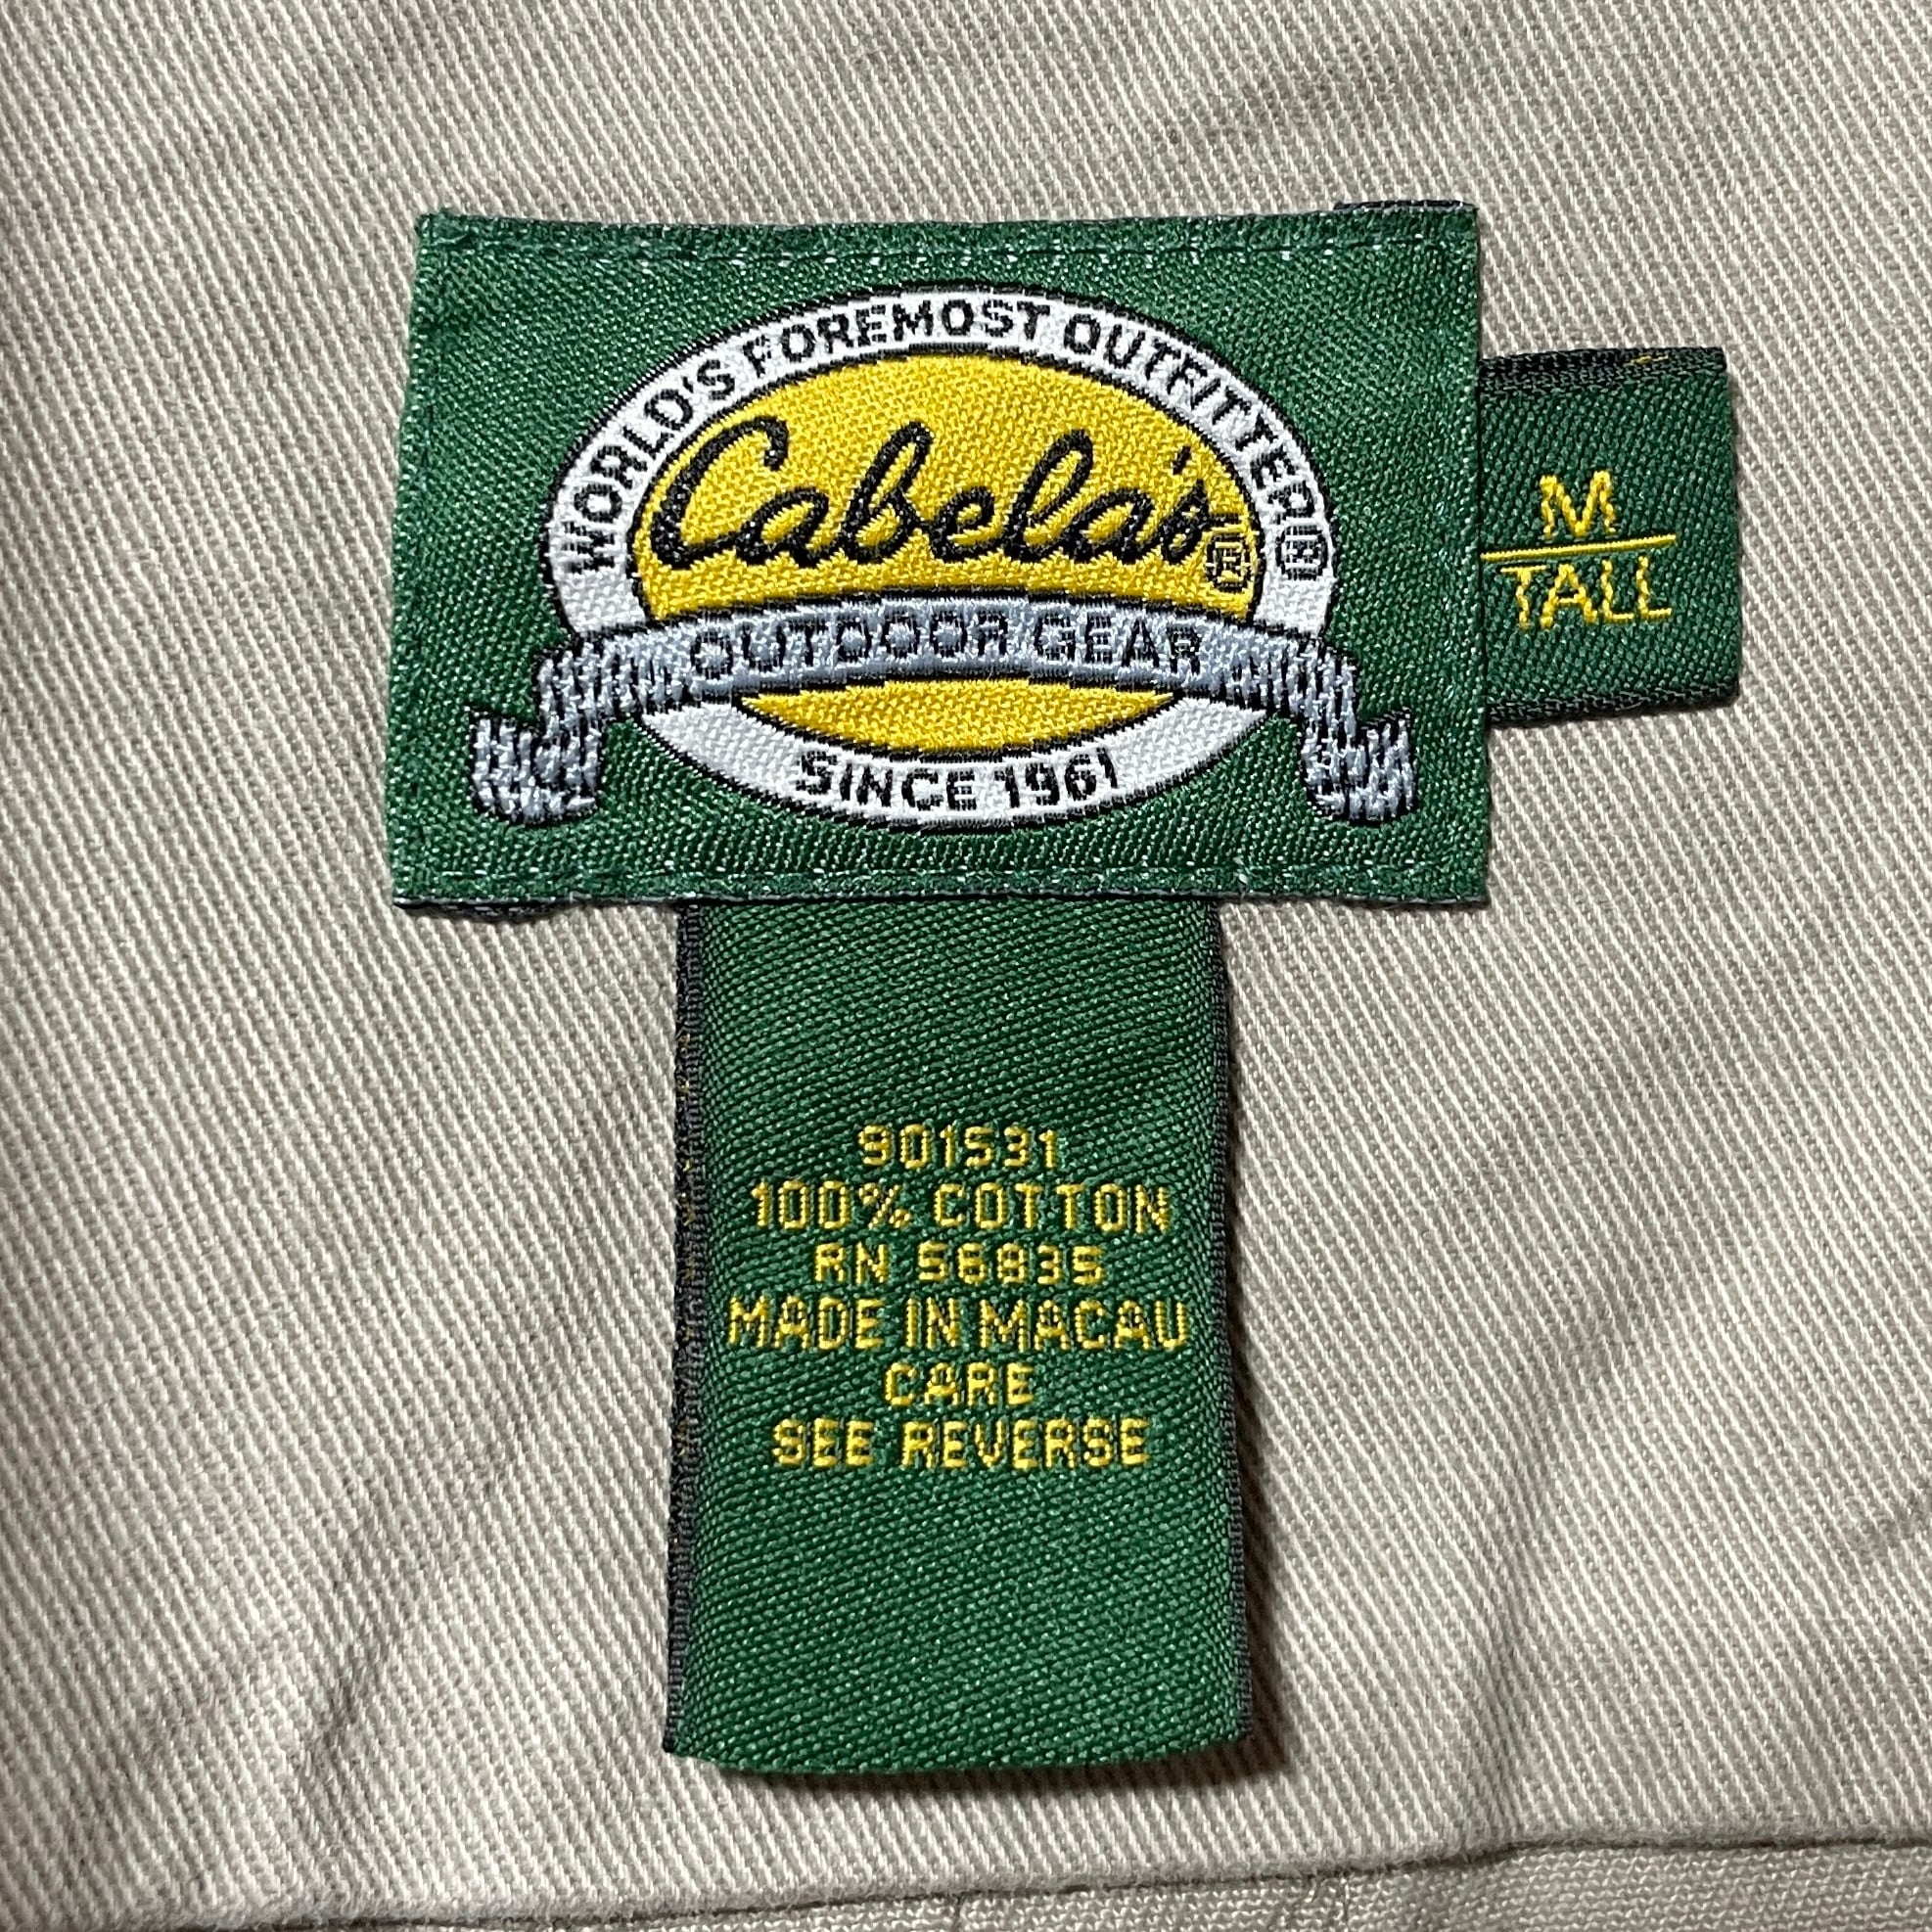 WORLD'S FOREMOST OUTFITTER®
Cabela's®
OUTDOOR GEAR
SINCE 1961
M
TALL
901531
100% COTTON
RN 56835
MADE IN MACAU
CARE
SEE REVERSE